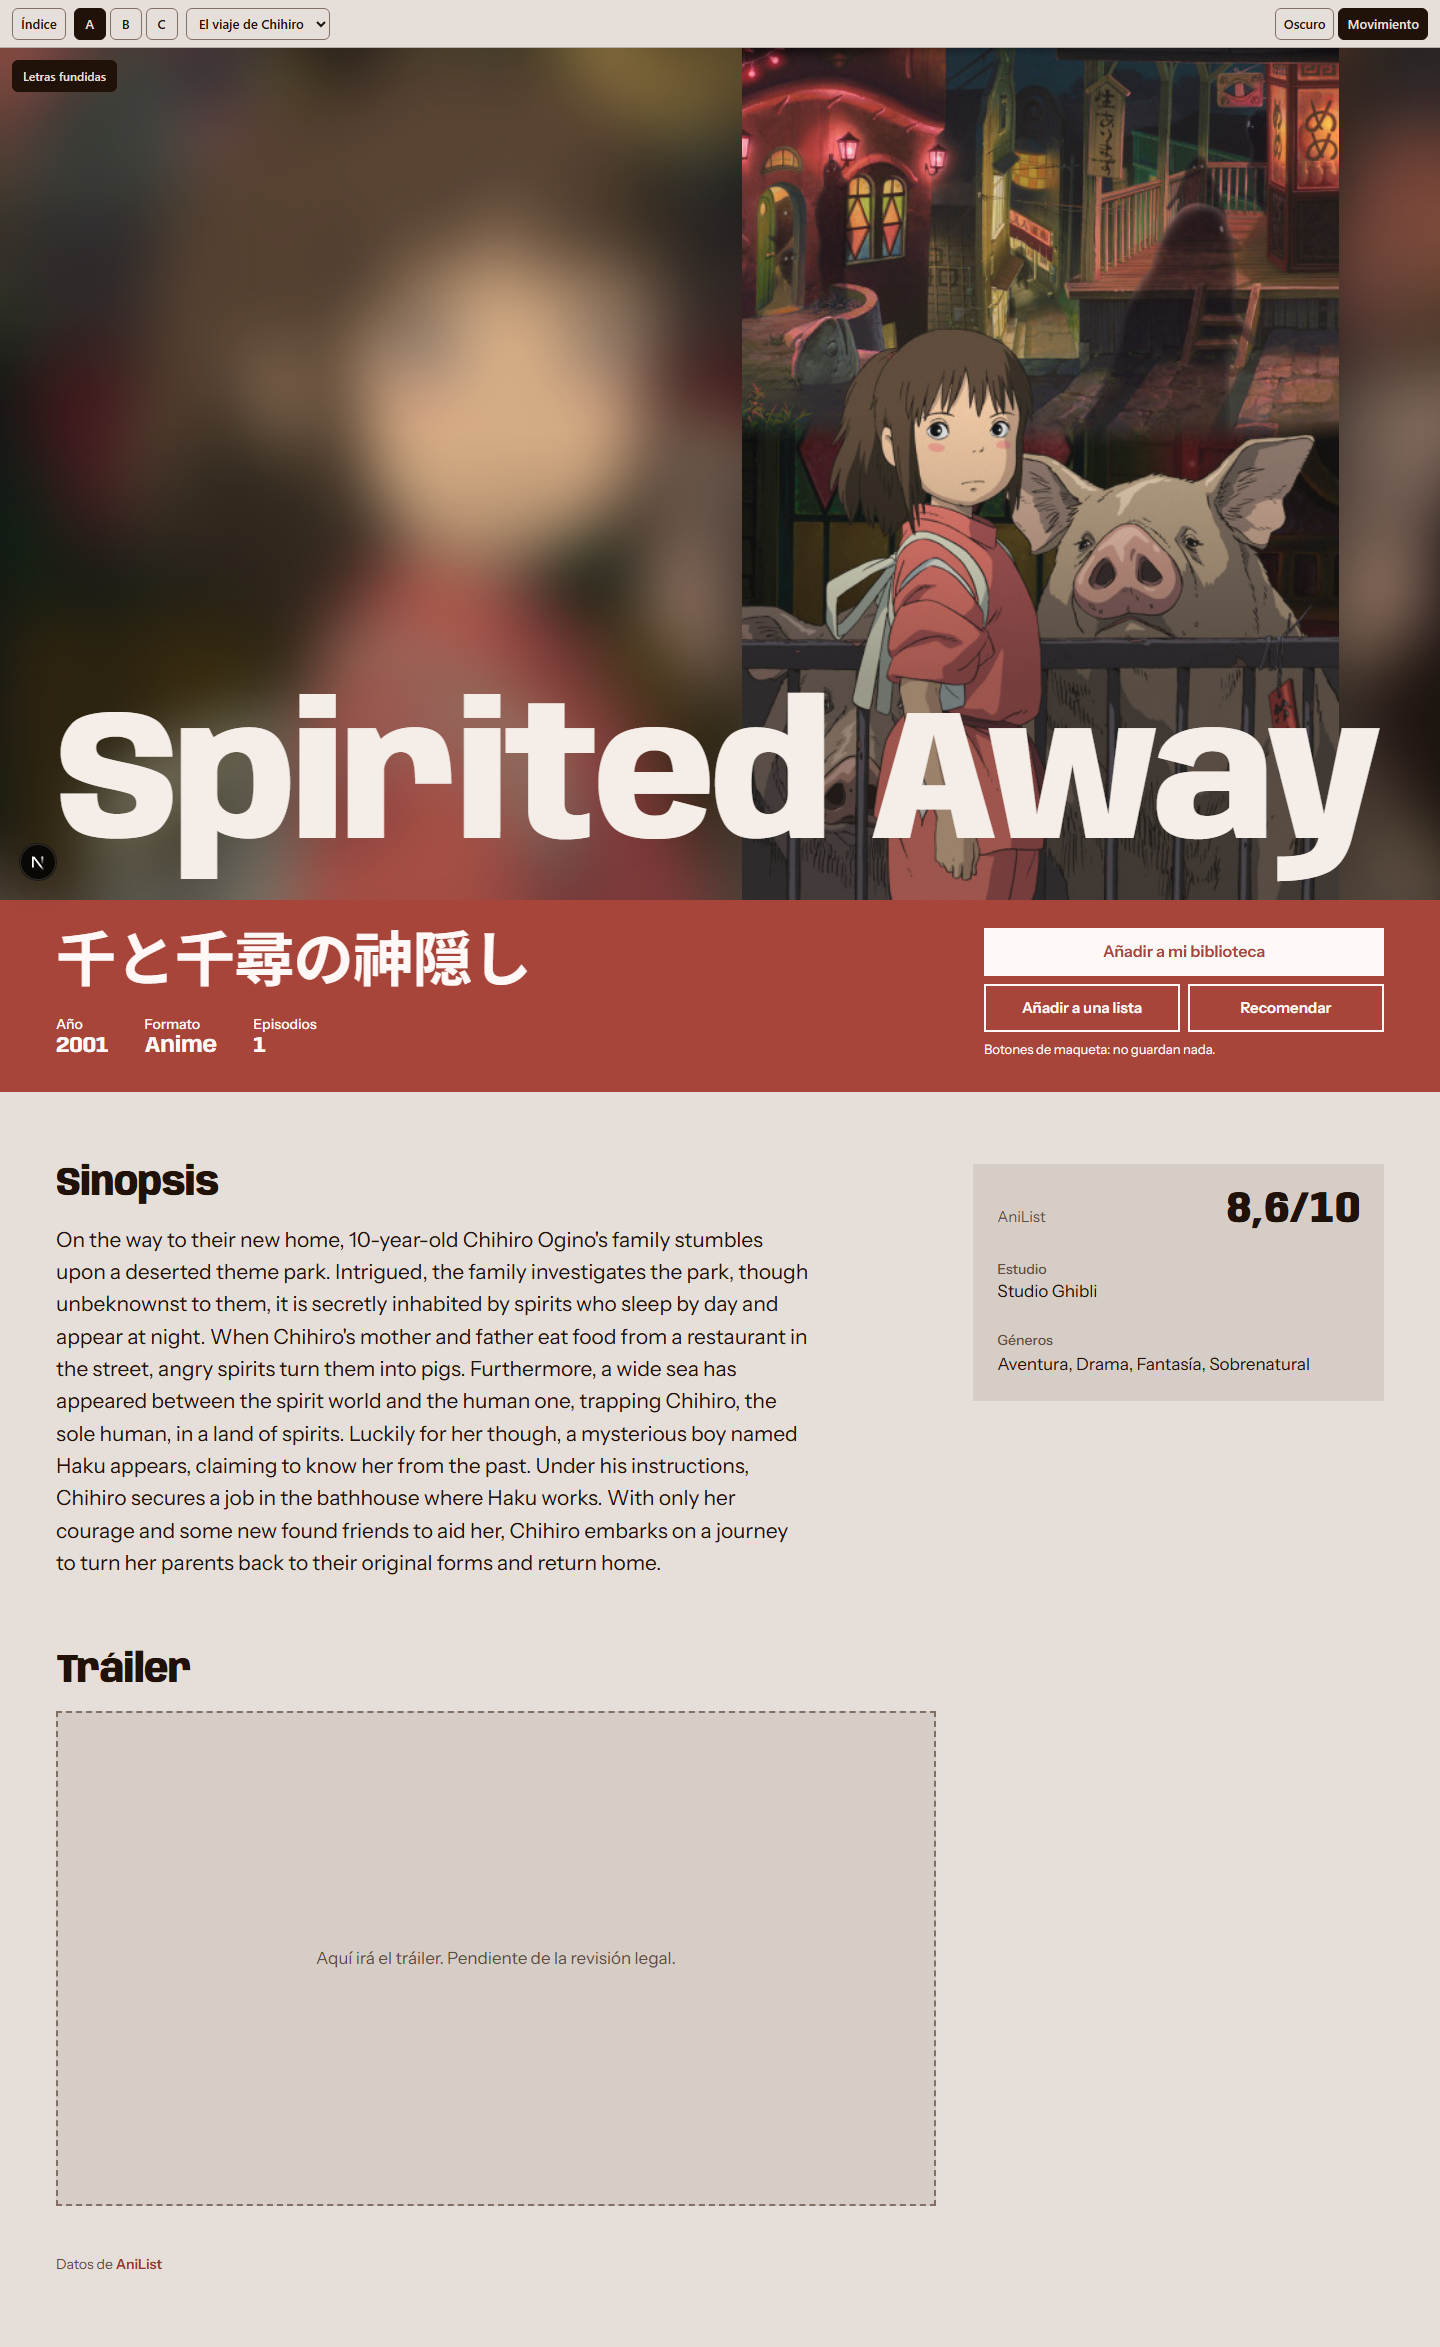 Índice
A
B
C
El viaje de Chihiro
Oscuro
Movimiento
Letras fundidas
生あります
めめ
Spirited Away
N
千と千尋の神隠し
Año
2001
Formato
Anime
Episodios
1
Añadir a mi biblioteca
Añadir a una lista
Recomendar
Botones de maqueta: no guardan nada.
Sinopsis
On the way to their new home, 10-year-old Chihiro Ogino's family stumbles
upon a deserted theme park. Intrigued, the family investigates the park, though
unbeknownst to them, it is secretly inhabited by spirits who sleep by day and
appear at night. When Chihiro's mother and father eat food from a restaurant in
the street, angry spirits turn them into pigs. Furthermore, a wide sea has
appeared between the spirit world and the human one, trapping Chihiro, the
sole human, in a land of spirits. Luckily for her though, a mysterious boy named
Haku appears, claiming to know her from the past. Under his instructions,
Chihiro secures a job in the bathhouse where Haku works. With only her
courage and some new found friends to aid her, Chihiro embarks on a journey
to turn her parents back to their original forms and return home.
AniList
8,6/10
Estudio
Studio Ghibli
Géneros
Aventura, Drama, Fantasía, Sobrenatural
Tráiler
Aquí irá el tráiler. Pendiente de la revisión legal.
Datos de AniList